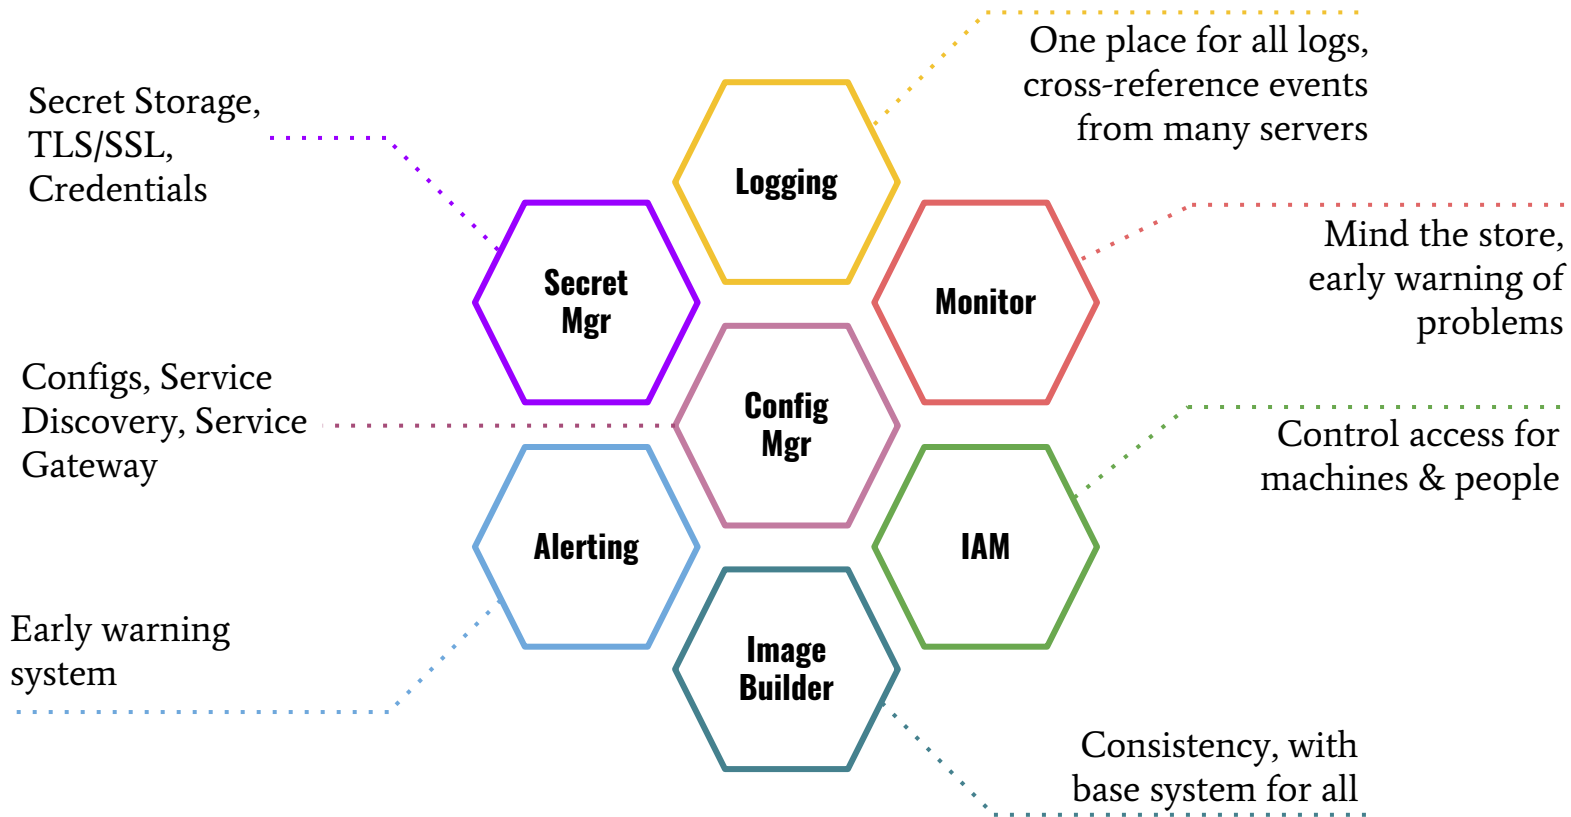 One place for all logs,
cross-reference events
from many servers
Secret Storage,
TLS/SSL,
Credentials
Logging
Mind the store,
early warning of
problems
Secret
Mgr
Monitor
Configs, Service
Discovery, Service
Gateway
Config
Mgr
Control access for
machines & people
Alerting
IAM
Early warning
system
Image
Builder
Consistency, with
base system for all